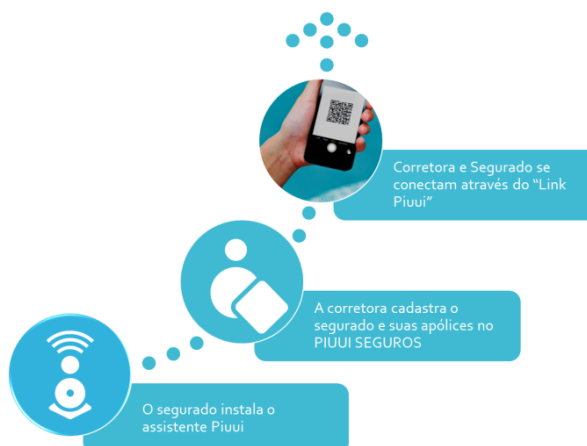 Corretora e Segurado se
conectam através do “Link
Piuuí”
A corretora cadastra o
segurado e suas apólices no
PIUUI SEGUROS
O segurado instala o
assistente Piuui